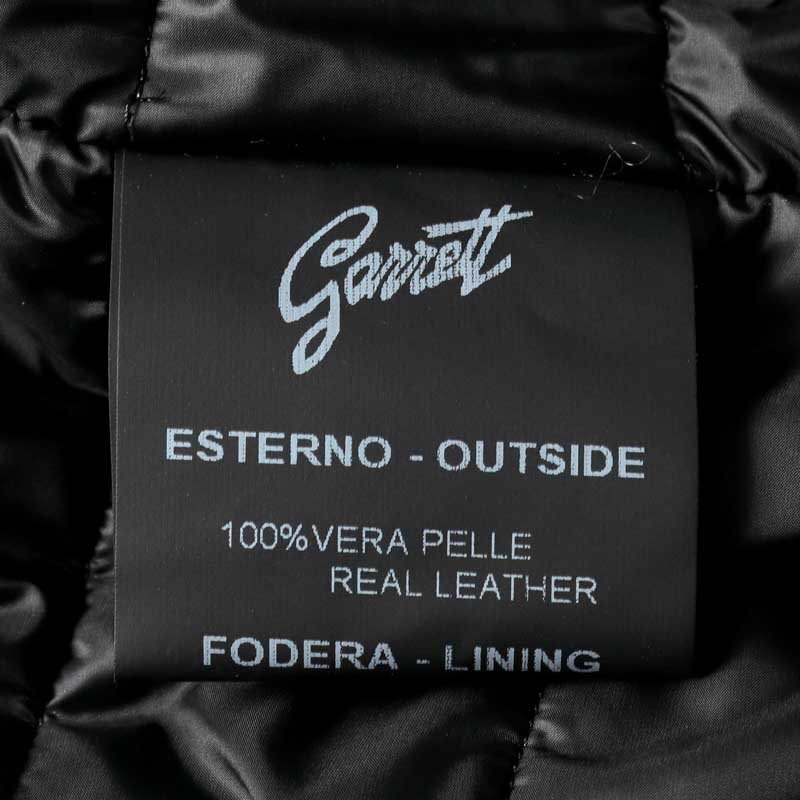 Garrett
ESTERNO - OUTSIDE
100%VERA PELLE
REAL LEATHER
FODERA - LINING